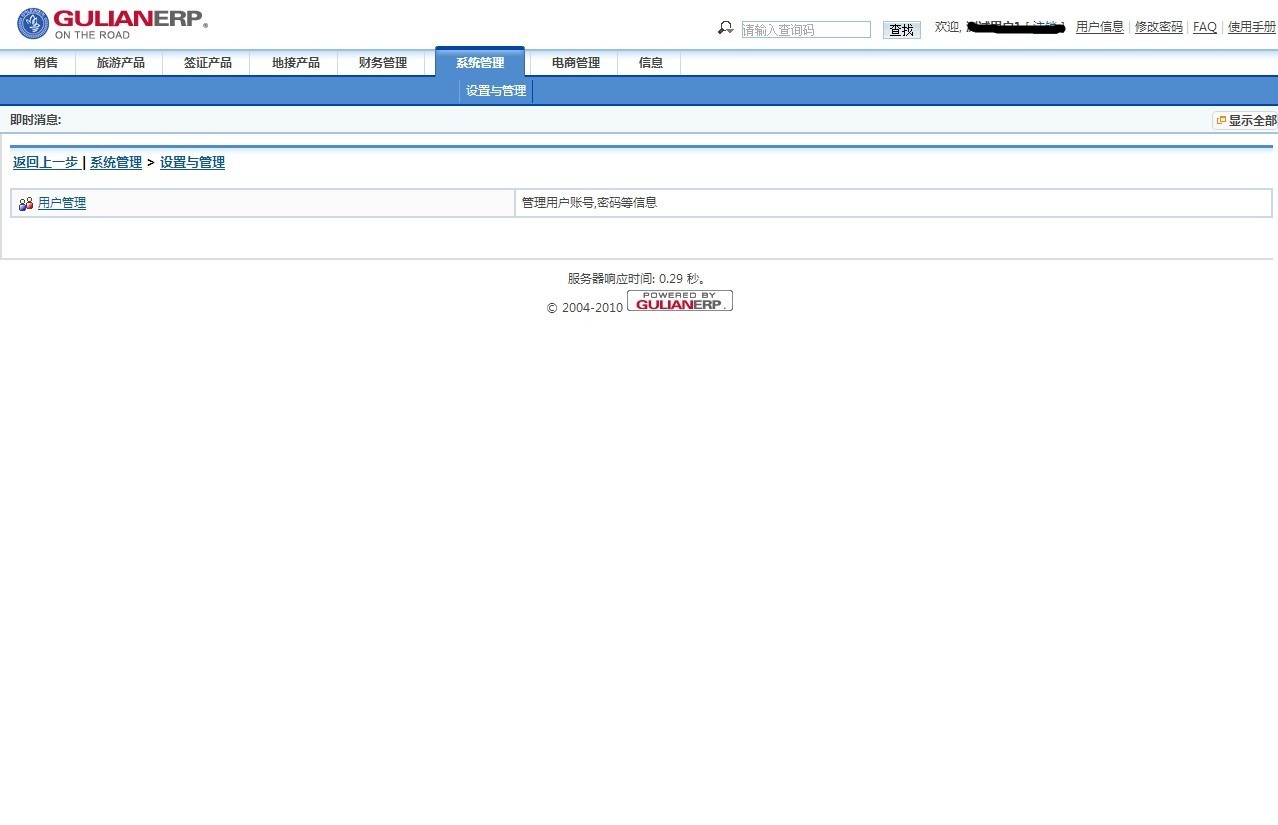 GULIANERP®
ON THE ROAD
请输入查询码 查找 欢迎, 用户信息 | 修改密码 | FAQ | 使用手册
销售 旅游产品 签证产品 地接产品 财务管理 系统管理 电商管理 信息
设置与管理
即时消息: 显示全部
返回上一步 | 系统管理 > 设置与管理
用户管理 管理用户账号,密码等信息
服务器响应时间: 0.29 秒。
© 2004-2010 POWERED BY
GULIANERP.